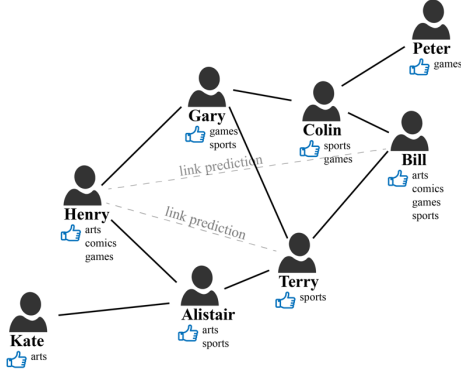 Peter
games
Gary
games
sports
Colin
sports
games
Bill
arts
comics
games
sports
link prediction
Henry
arts
comics
games
link prediction
Terry
sports
Alistair
arts
sports
Kate
arts